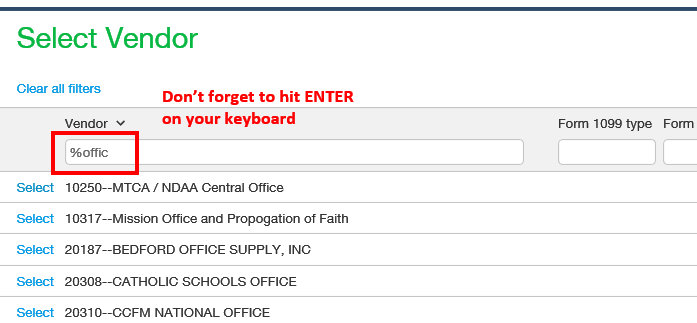 Select Vendor
Clear all filters
Don't forget to hit ENTER
on your keyboard
Vendor Form 1099 type Form
%offic
Select 10250--MTCA / NDAA Central Office
Select 10317--Mission Office and Propogation of Faith
Select 20187--BEDFORD OFFICE SUPPLY, INC
Select 20308--CATHOLIC SCHOOLS OFFICE
Select 20310--CCFM NATIONAL OFFICE